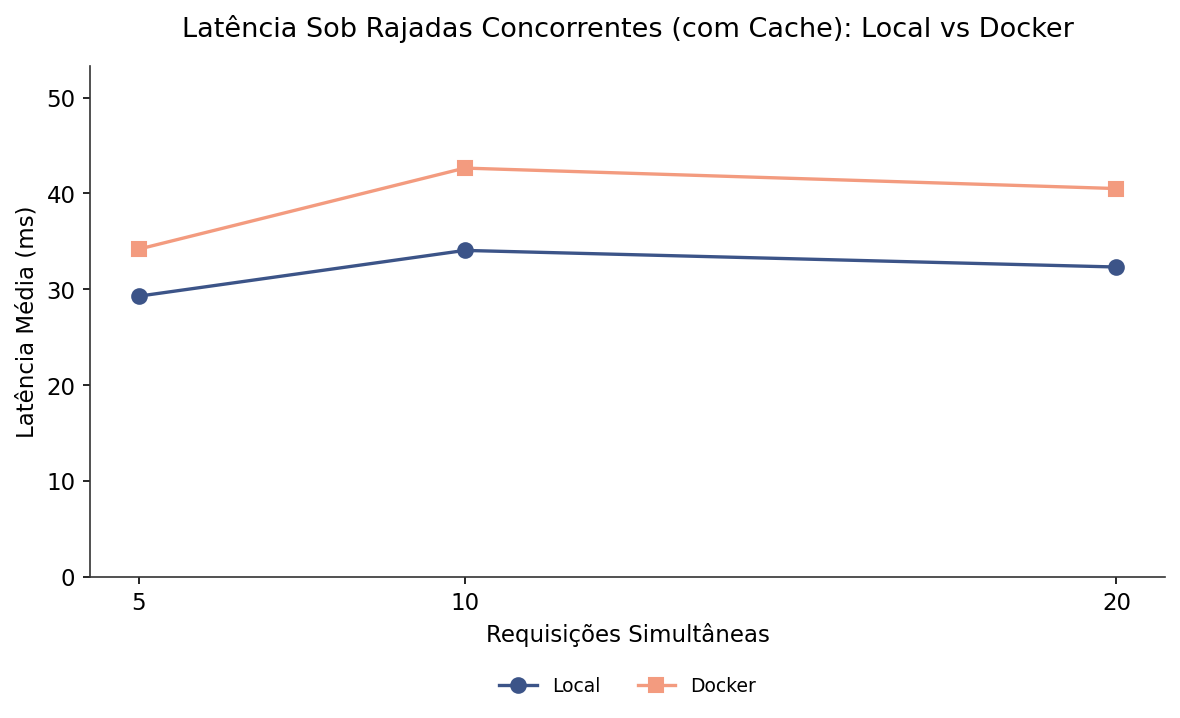 Latência Sob Rajadas Concorrentes (com Cache): Local vs Docker
50
40
30
20
10
0
Latência Média (ms)
5 10 20
Requisições Simultâneas
Local Docker